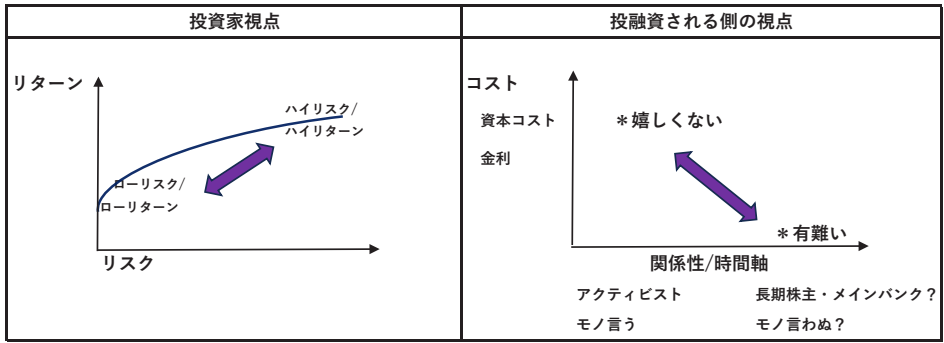 投資家視点
リターン
ハイリスク/
ハイリターン
ローリスク/
ローリターン
リスク
投融資される側の視点
コスト
資本コスト
金利
＊嬉しくない
＊有難い
関係性/時間軸
アクティビスト
長期株主・メインバンク？
モノ言う
モノ言わぬ？